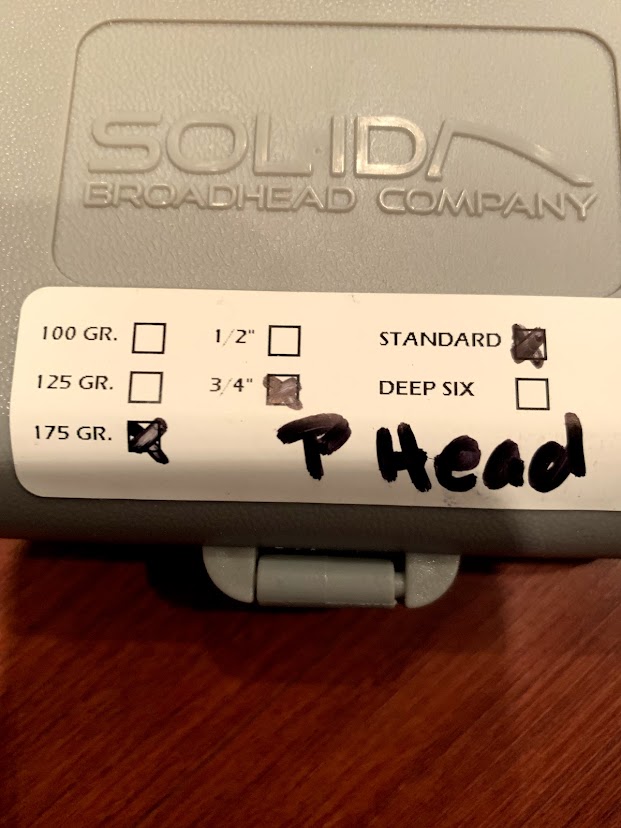 SOLID
BROADHEAD COMPANY
100 GR. 1/2" STANDARD
125 GR. 3/4" DEEP SIX
175 GR. P Head